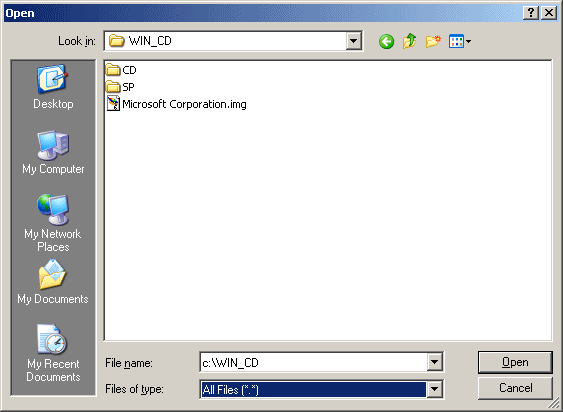 Open
Look in: WIN_CD
Desktop
My Computer
My Network
Places
My Documents
My Recent
Documents
CD
SP
Microsoft Corporation.img
File name: c:\WIN_CD Open
Files of type: All Files (*.*) Cancel